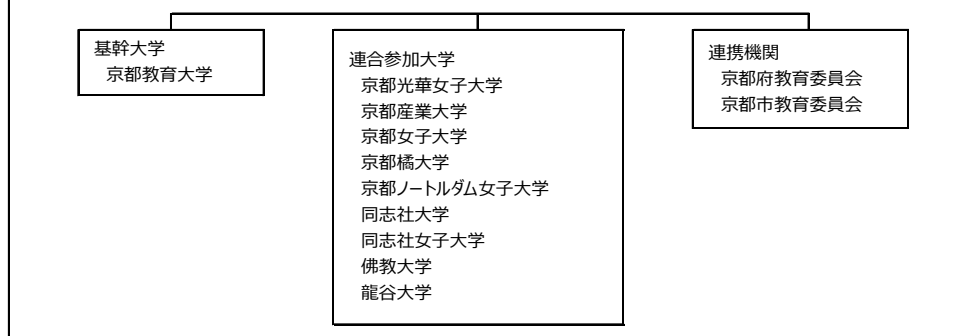 基幹大学
京都教育大学
連合参加大学
京都光華女子大学
京都産業大学
京都女子大学
京都橘大学
京都ノートルダム女子大学
同志社大学
同志社女子大学
佛教大学
龍谷大学
連携機関
京都府教育委員会
京都市教育委員会